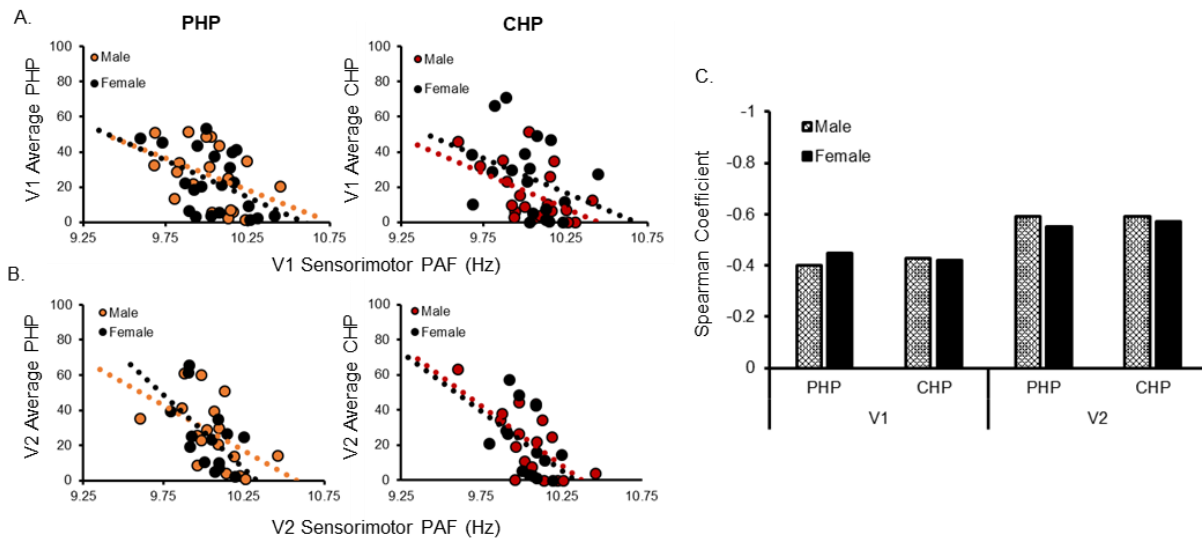 A.
PHP
CHP
V1 Average PHP
100
80
60
40
20
0
Male
Female
9.25
9.75
10.25
10.75
V1 Average CHP
100
80
60
40
20
0
Male
Female
9.25
9.75
10.25
10.75
V1 Sensorimotor PAF (Hz)
B.
V2 Average PHP
100
80
60
40
20
0
Male
Female
9.25
9.75
10.25
10.75
V2 Average CHP
100
80
60
40
20
0
Male
Female
9.25
9.75
10.25
10.75
V2 Sensorimotor PAF (Hz)
C.
Spearman Coefficient
-1
-0.8
-0.6
-0.4
-0.2
0
Male
Female
PHP
CHP
PHP
CHP
V1
V2